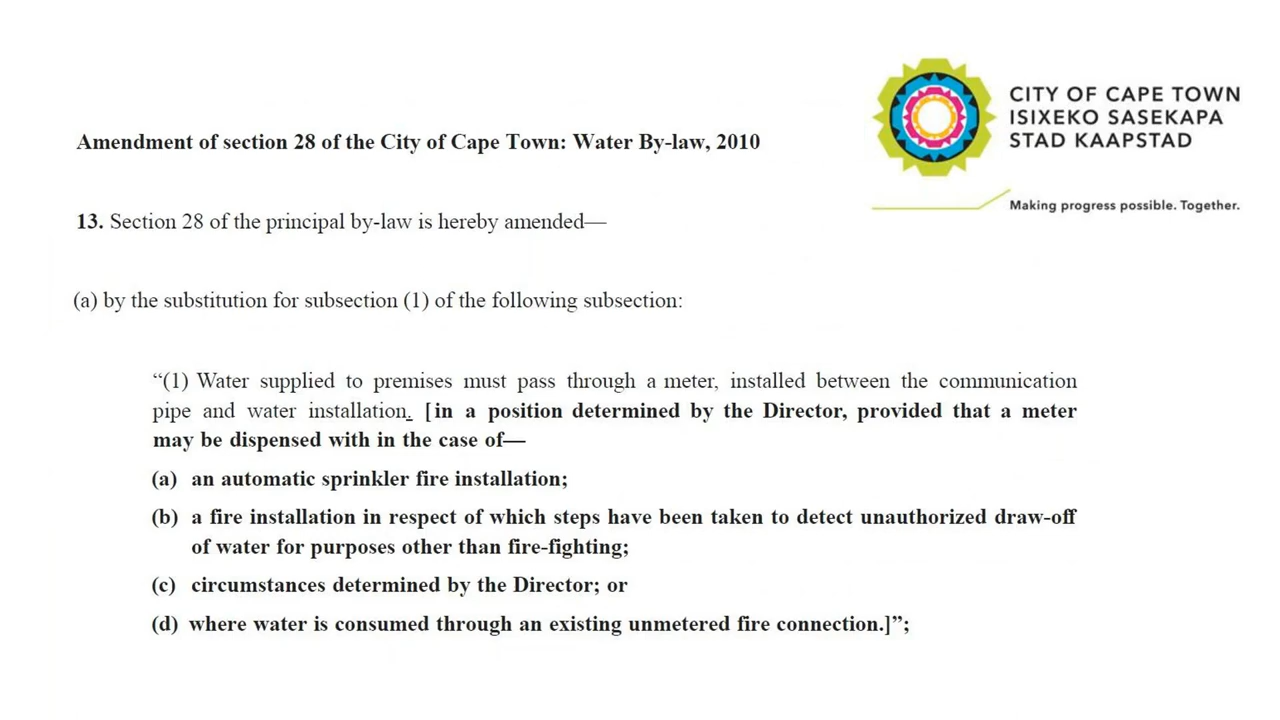 CITY OF CAPE TOWN
ISIXEKO SASEKAPA
STAD KAAPSTAD
Making progress possible. Together.
Amendment of section 28 of the City of Cape Town: Water By-law, 2010
13. Section 28 of the principal by-law is hereby amended—
(a) by the substitution for subsection (1) of the following subsection:
“(1) Water supplied to premises must pass through a meter, installed between the communication
pipe and water installation. [in a position determined by the Director, provided that a meter
may be dispensed with in the case of—
(a) an automatic sprinkler fire installation;
(b) a fire installation in respect of which steps have been taken to detect unauthorized draw-off
of water for purposes other than fire-fighting;
(c) circumstances determined by the Director; or
(d) where water is consumed through an existing unmetered fire connection.]”;